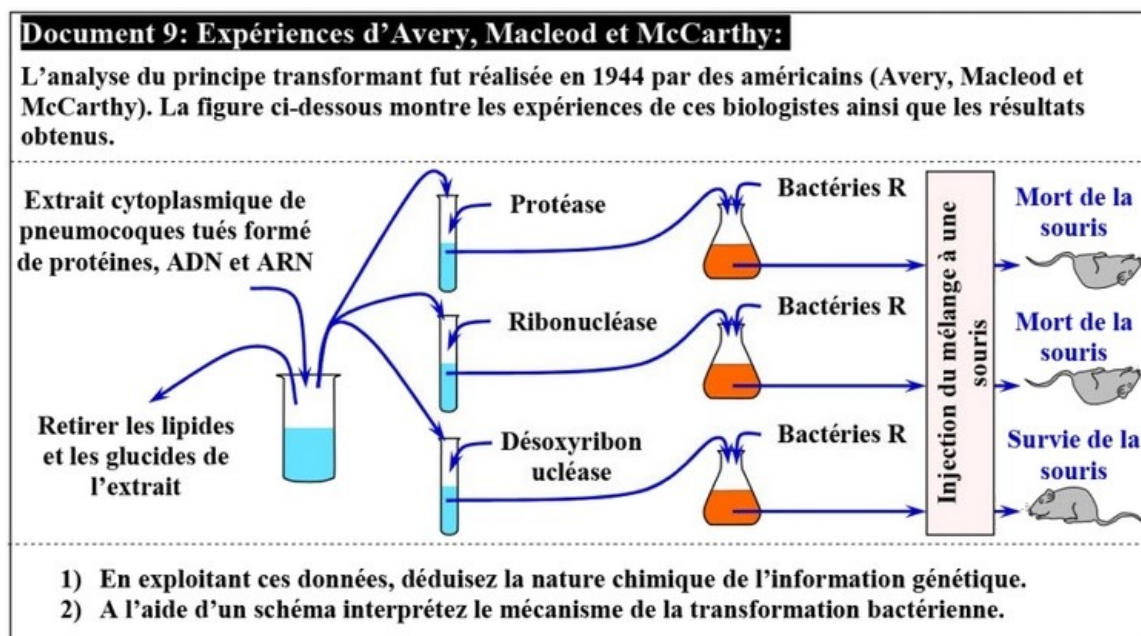 Document 9: Expériences d'Avery, Macleod et McCarthy:
L'analyse du principe transformant fut réalisée en 1944 par des américains (Avery, Macleod et
McCarthy). La figure ci-dessous montre les expériences de ces biologistes ainsi que les résultats
obtenus.
Extrait cytoplasmique de
pneumocoques tués formé
de protéines, ADN et ARN
Retirer les lipides
et les glucides de
l'extrait
Protéase
Bactéries R
Ribonucléase
Bactéries R
Désoxyribon
ucléase
Bactéries R
Injection du mélange à une
souris
Mort de la
souris
Mort de la
souris
Survie de la
souris
1) En exploitant ces données, déduisez la nature chimique de l'information génétique.
2) A l'aide d'un schéma interprétez le mécanisme de la transformation bactérienne.